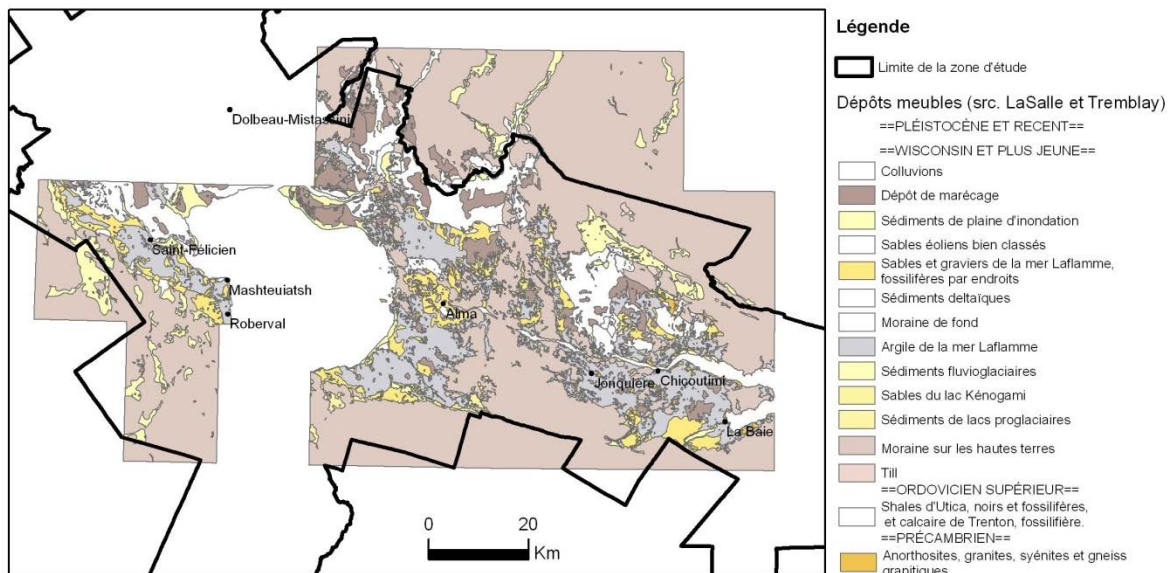 Dolbeau-Mistassini
Saint-Félicien
Mashteuiatsh
Roberval
Alma
Jonquière
Chicoutimi
La Baie
0
20
Km
Légende
Limite de la zone d'étude
Dépôts meubles (src. LaSalle et Tremblay)
==PLÉISTOCÈNE ET RECENT==
==WISCONSIN ET PLUS JEUNE==
Colluvions
Dépôt de marécage
Sédiments de plaine d'inondation
Sables éoliens bien classés
Sables et graviers de la mer Laflamme,
fossilifères par endroits
Sédiments deltaïques
Moraine de fond
Argile de la mer Laflamme
Sédiments fluvioglaciaires
Sables du lac Kénogami
Sédiments de lacs proglaciaires
Moraine sur les hautes terres
Till
==ORDOVICIEN SUPÉRIEUR==
Shales d'Utica, noirs et fossilifères,
et calcaire de Trenton, fossilifière.
==PRÉCAMBRIEN==
Anorthosites, granites, syénites et gneiss
granitiques